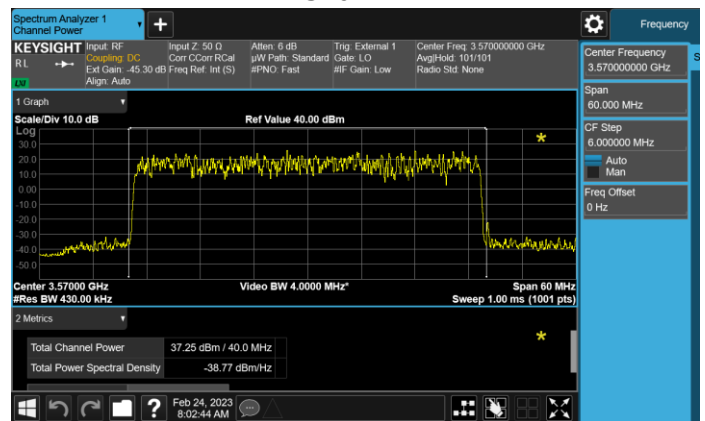 Spectrum Analyzer 1
Channel Power
Frequency
KEYSIGHT
RL
LXI
Input: RF
Coupling: DC
Ext Gain: -45.30 dB
Align: Auto
Input Z: 50 Ω
Corr CCorr RCal
Freq Ref: Int (S)
Atten: 6 dB
µW Path: Standard
#PNO: Fast
Trig: External 1
Gate: LO
#IF Gain: Low
Center Freq: 3.570000000 GHz
Avg|Hold: 101/101
Radio Std: None
Center Frequency
3.570000000 GHz
Span
60.000 MHz
CF Step
6.000000 MHz
Auto
Man
Freq Offset
0 Hz
S
1 Graph
Scale/Div 10.0 dB
Ref Value 40.00 dBm
Log
30.0
20.0
10.0
0.00
-10.0
-20.0
-30.0
-40.0
-50.0
Center 3.57000 GHz
Video BW 4.0000 MHz*
Span 60 MHz
#Res BW 430.00 kHz
Sweep 1.00 ms (1001 pts)
2 Metrics
Total Channel Power 37.25 dBm / 40.0 MHz
Total Power Spectral Density -38.77 dBm/Hz
?
Feb 24, 2023
8:02:44 AM